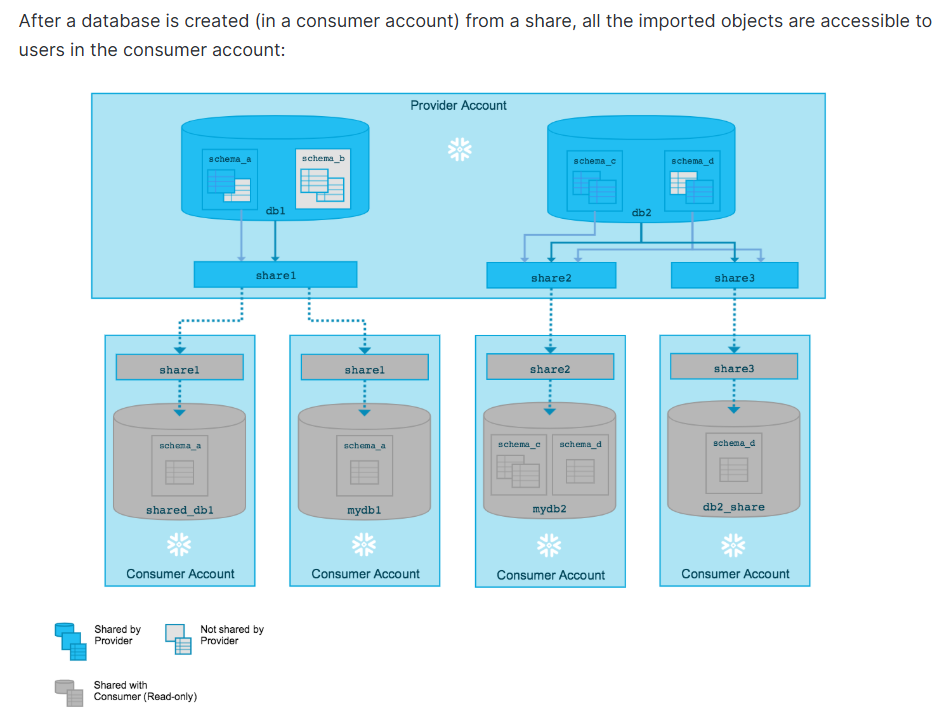 After a database is created (in a consumer account) from a share, all the imported objects are accessible to
users in the consumer account:
Provider Account
schema_a
schema_b
schema_c
schema_d
db1
db2
share1
share2
share3
share1
share1
share2
share3
schema_a
schema_a
schema_c
schema_d
schema_d
shared_db1
mydb1
mydb2
db2_share
Consumer Account
Consumer Account
Consumer Account
Consumer Account
Shared by
Provider
Not shared by
Provider
Shared with
Consumer (Read-only)